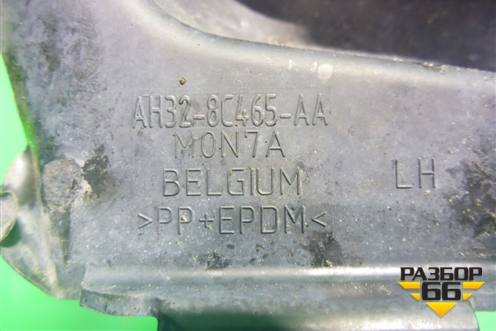 AH32-8C465-AA
MON7A
BELGIUM
LH
>PP+EPDM<
РАЗБОР
66